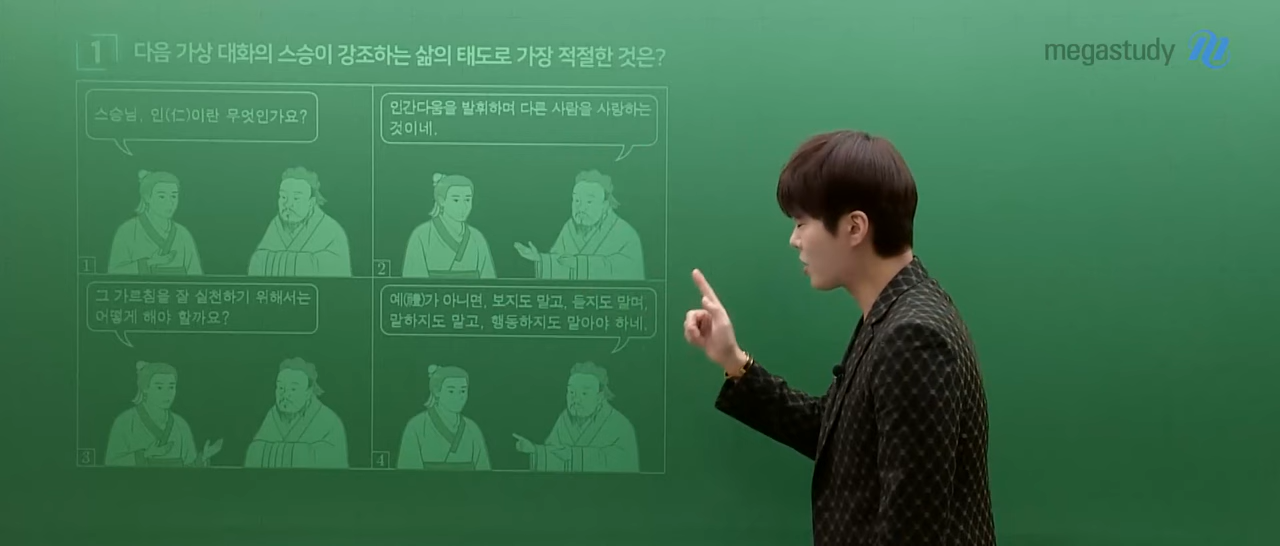 megastudy
1 다음 가상 대화의 스승이 강조하는 삶의 태도로 가장 적절한 것은?
스승님, 인(仁)이란 무엇인가요?
1
인간다움을 발휘하며 다른 사람을 사랑하는
것이네.
2
그 가르침을 잘 실천하기 위해서는
어떻게 해야 할까요?
3
예(禮)가 아니면, 보지도 말고, 듣지도 말며,
말하지도 말고, 행동하지도 말아야 하네.
4